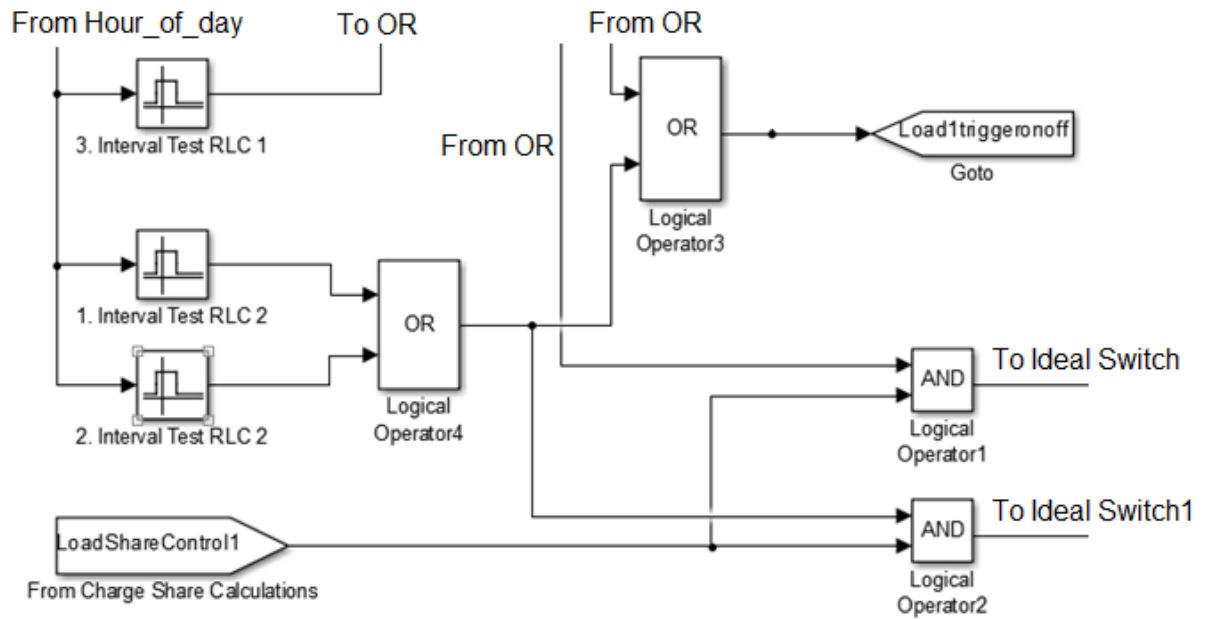 From Hour_of_day
To OR
From OR
3. Interval Test RLC 1
From OR
OR
Load1triggeronoff
Goto
Logical
Operator3
1. Interval Test RLC 2
OR
2. Interval Test RLC 2
Logical
Operator4
AND
To Ideal Switch
Logical
Operator1
LoadShareControl1
From Charge Share Calculations
AND
To Ideal Switch1
Logical
Operator2